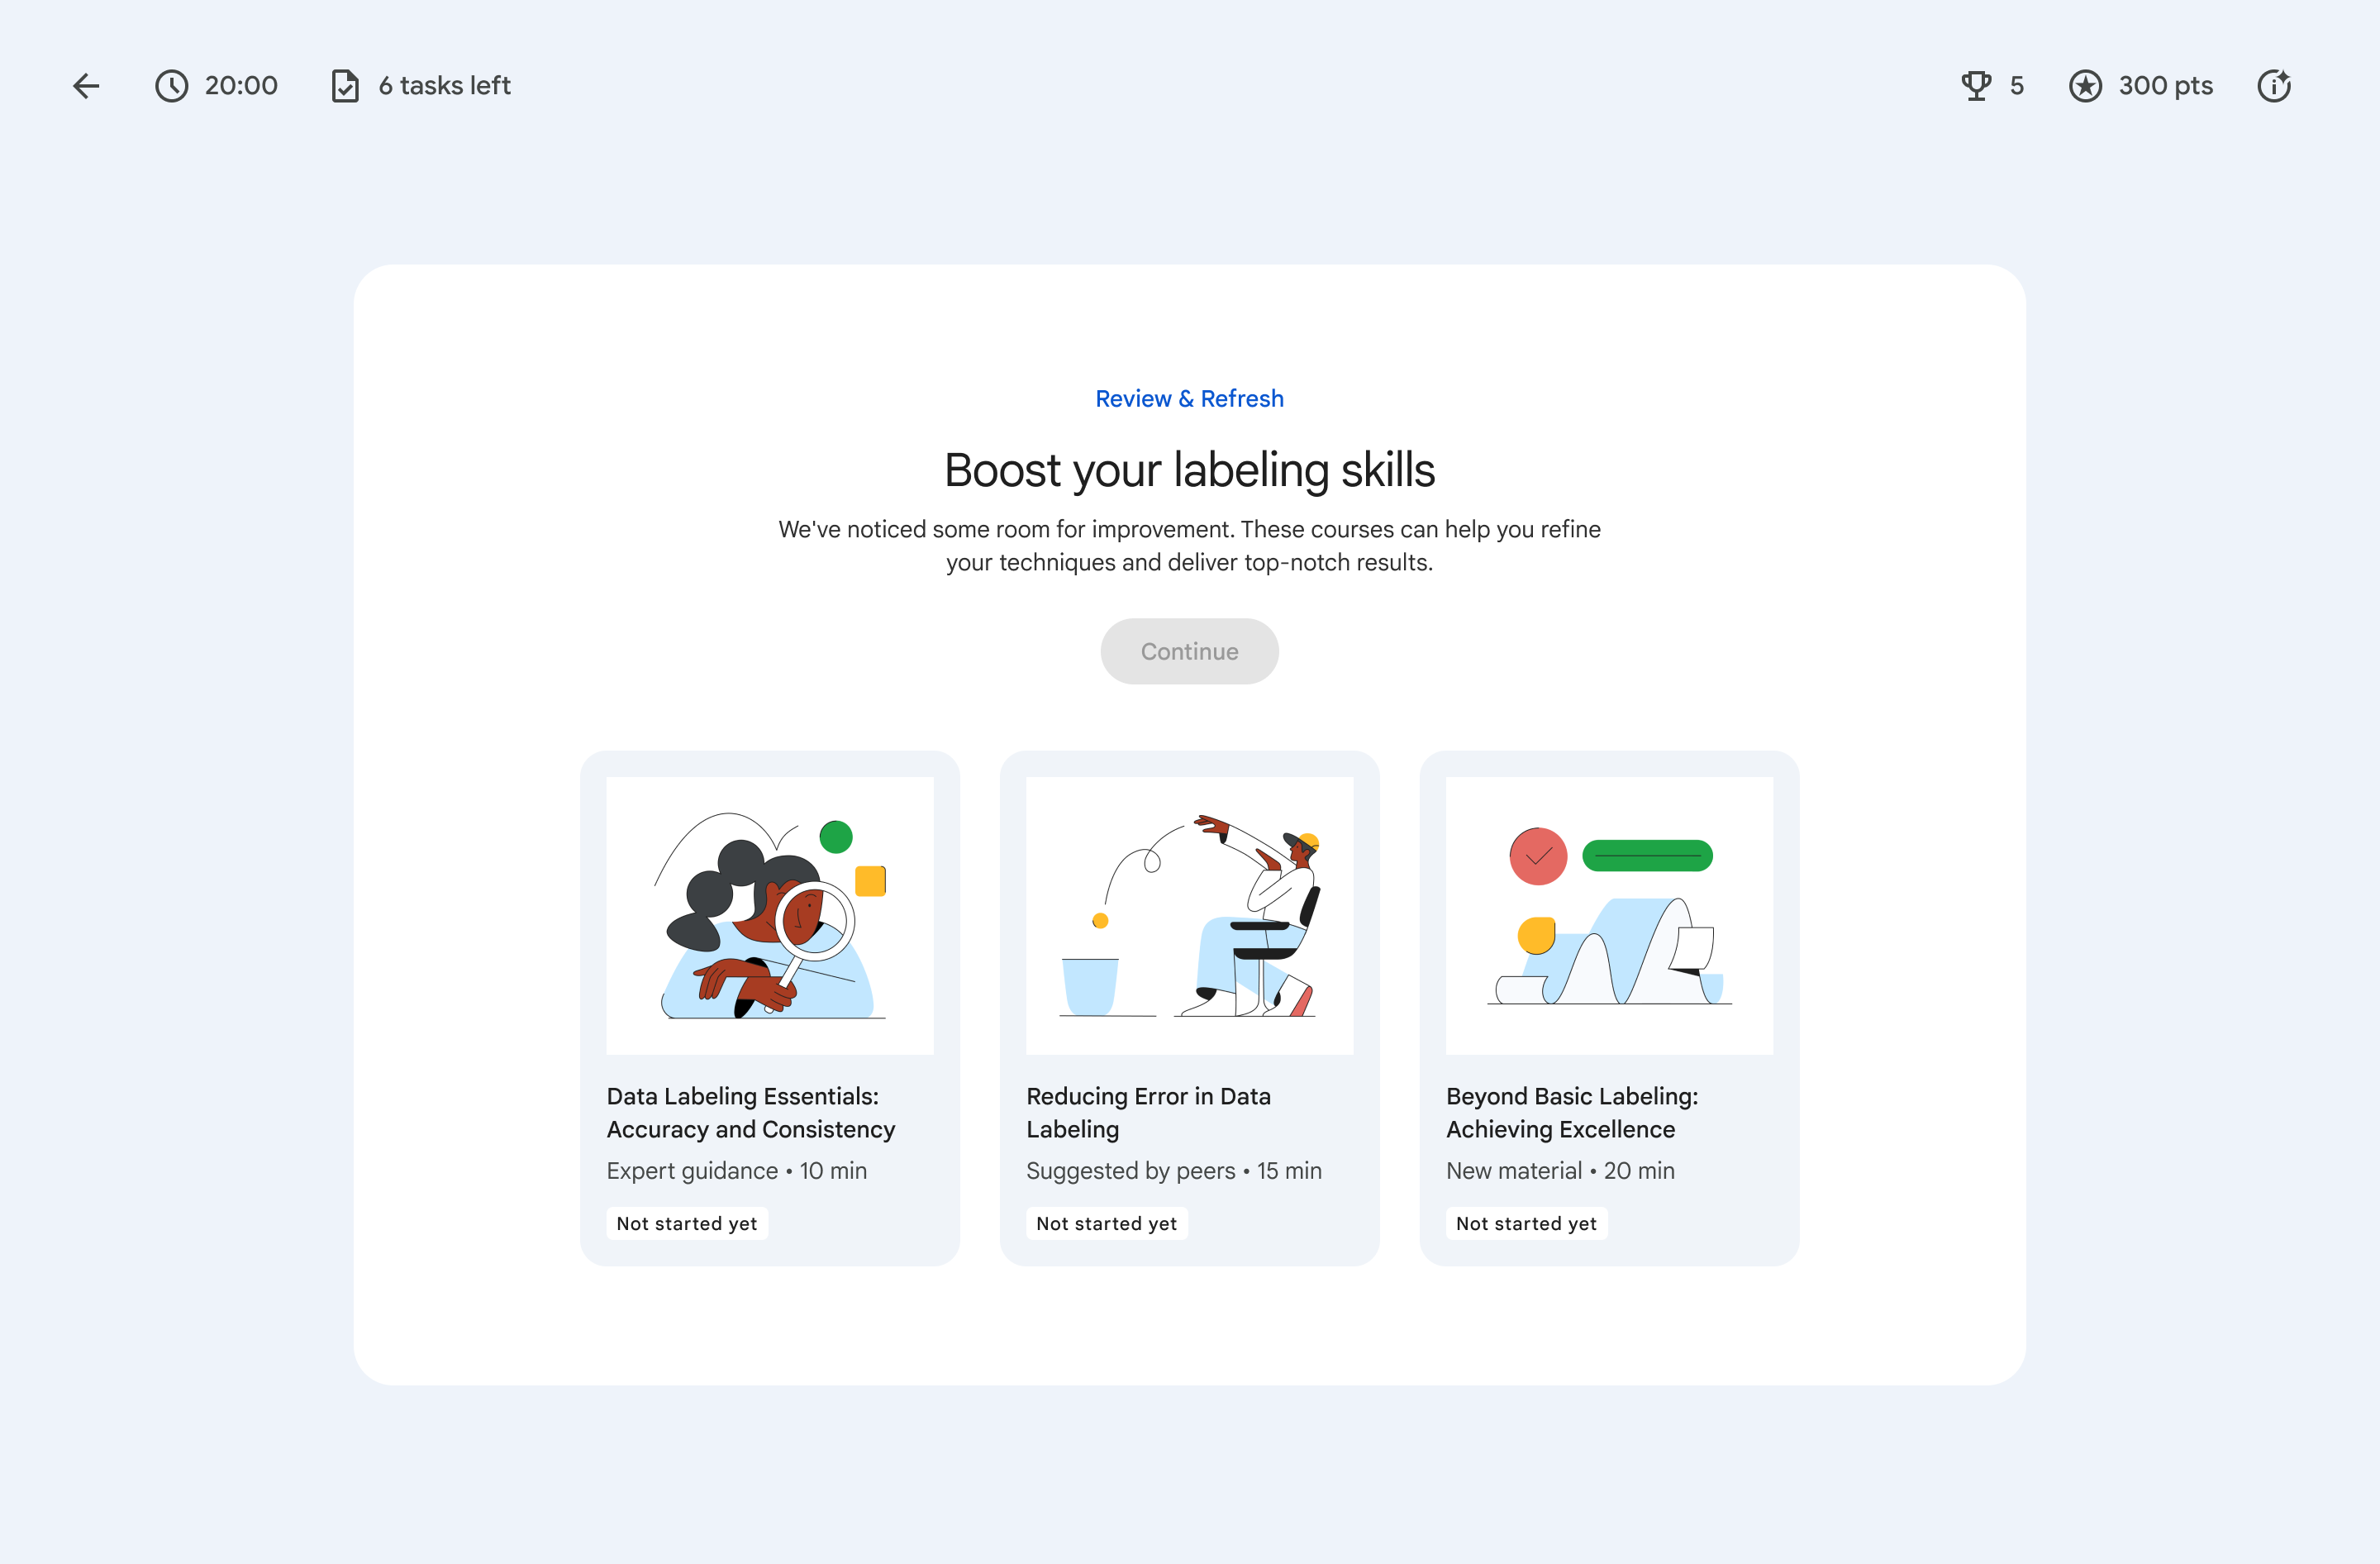 20:00
6 tasks left
5
300 pts
Review & Refresh
Boost your labeling skills
We've noticed some room for improvement. These courses can help you refine
your techniques and deliver top-notch results.
Continue
Data Labeling Essentials:
Accuracy and Consistency
Expert guidance • 10 min
Not started yet
Reducing Error in Data
Labeling
Suggested by peers • 15 min
Not started yet
Beyond Basic Labeling:
Achieving Excellence
New material • 20 min
Not started yet